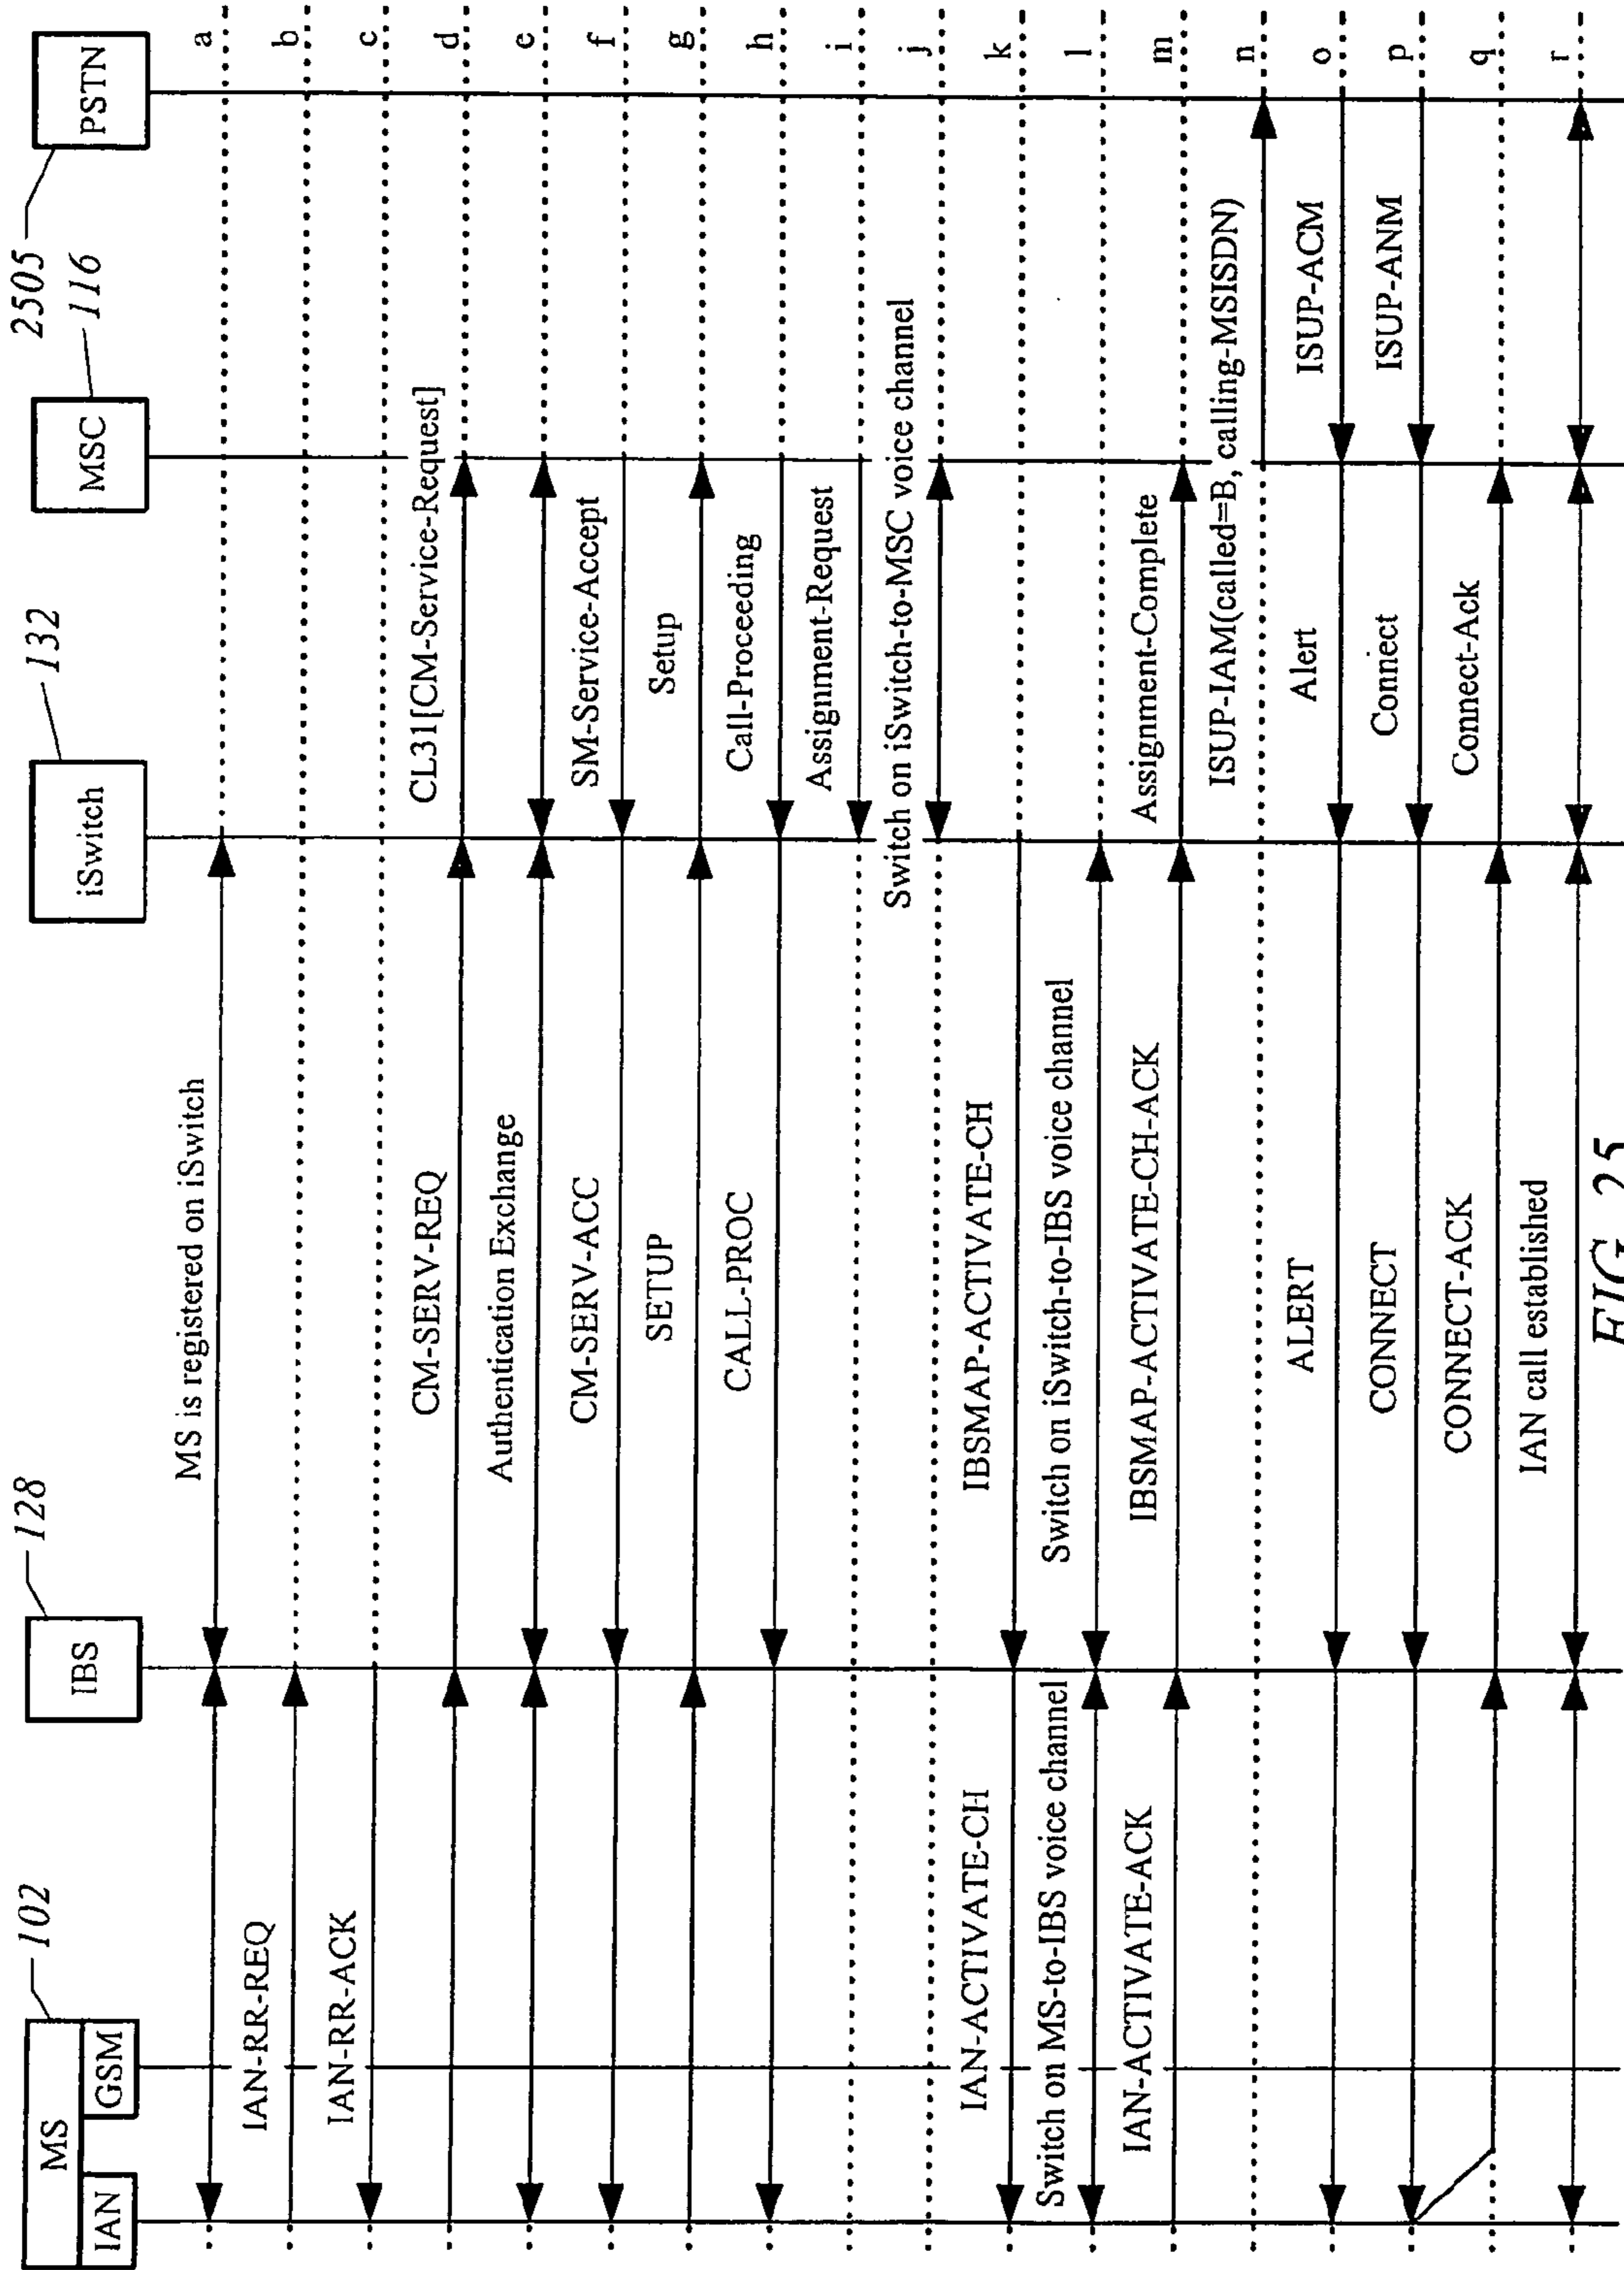 102
MS
IAN
GSM
128
IBS
132
iSwitch
116
MSC
2505
PSTN
MS is registered on iSwitch
a
IAN-RR-REQ
b
IAN-RR-ACK
c
CM-SERV-REQ
CL31[CM-Service-Request]
d
Authentication Exchange
e
CM-SERV-ACC
SM-Service-Accept
f
SETUP
Setup
g
CALL-PROC
Call-Proceeding
h
Assignment-Request
i
Switch on iSwitch-to-MSC voice channel
j
IAN-ACTIVATE-CH
IBSMAP-ACTIVATE-CH
k
Switch on MS-to-IBS voice channel
Switch on iSwitch-to-IBS voice channel
l
IAN-ACTIVATE-ACK
IBSMAP-ACTIVATE-CH-ACK
Assignment-Complete
m
ISUP-IAM(called=B, calling-MSISDN)
n
ALERT
Alert
ISUP-ACM
o
CONNECT
Connect
ISUP-ANM
p
CONNECT-ACK
Connect-Ack
q
IAN call established
r
FIG. 25